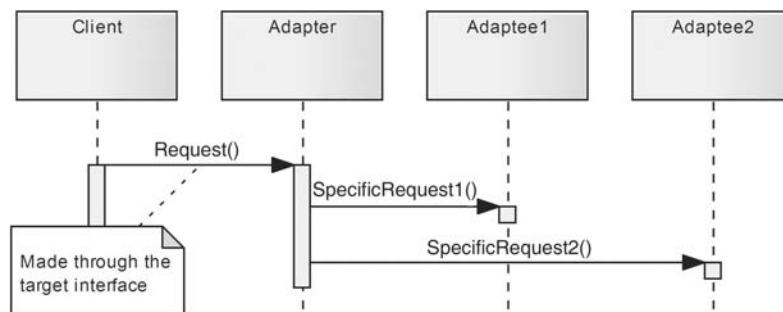 Client
Adapter
Adaptee1
Adaptee2
Request()
SpecificRequest1()
SpecificRequest2()
Made through the
target interface